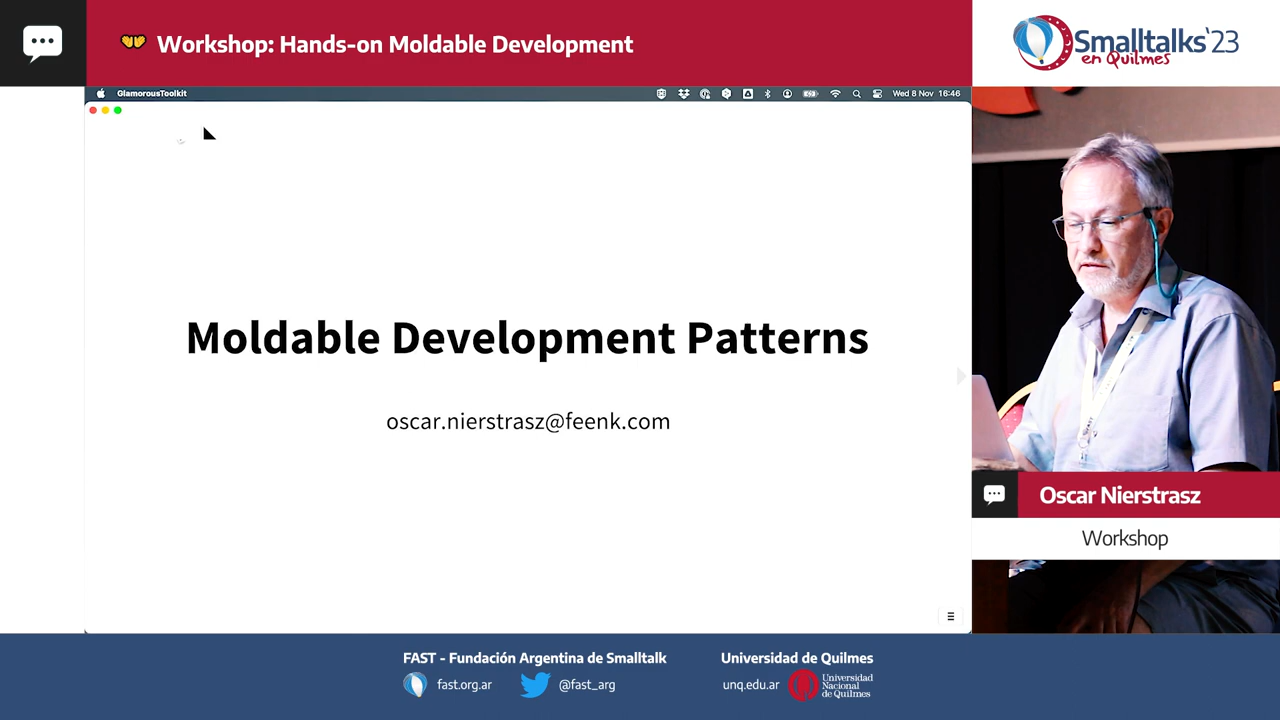 Workshop: Hands-on Moldable Development
Smalltalks'23
en Quilmes
GlamorousToolkit
Wed 8 Nov 16:46
Moldable Development Patterns
oscar.nierstrasz@feenk.com
Oscar Nierstrasz
Workshop
FAST - Fundación Argentina de Smalltalk
fast.org.ar
@fast_arg
Universidad de Quilmes
unq.edu.ar
Universidad
Nacional
de Quilmes